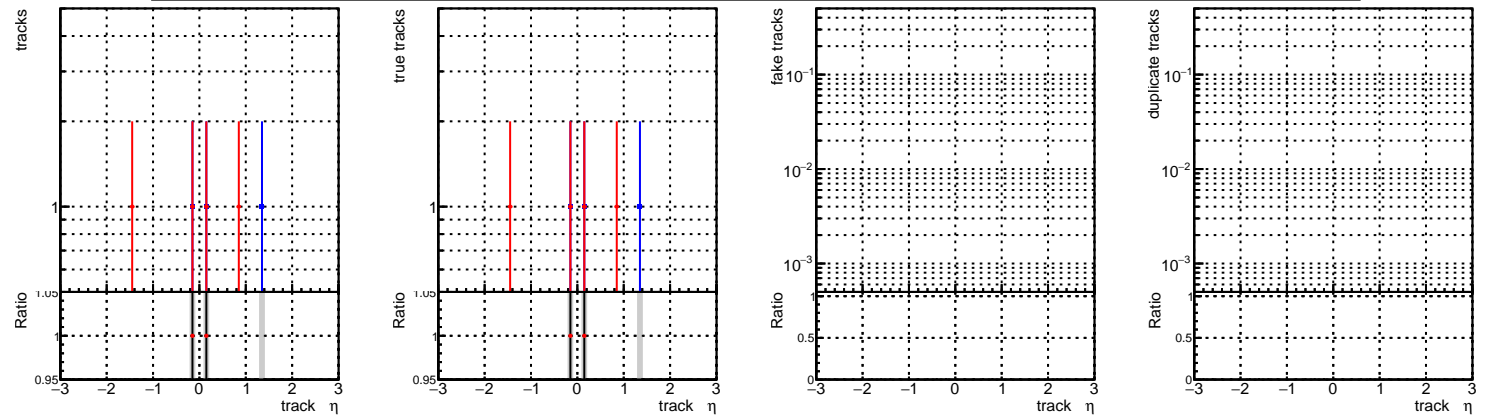 tracks
1
1.05
Ratio
1
0.95
−3 −2 −1 0 1 2 3
track η
true tracks
1
1.05
Ratio
1
0.95
−3 −2 −1 0 1 2 3
track η
fake tracks
10−1
10−2
10−3
Ratio
1
0.5
0
−3 −2 −1 0 1 2 3
track η
duplicate tracks
10−1
10−2
10−3
Ratio
1
0.5
0
−3 −2 −1 0 1 2 3
track η